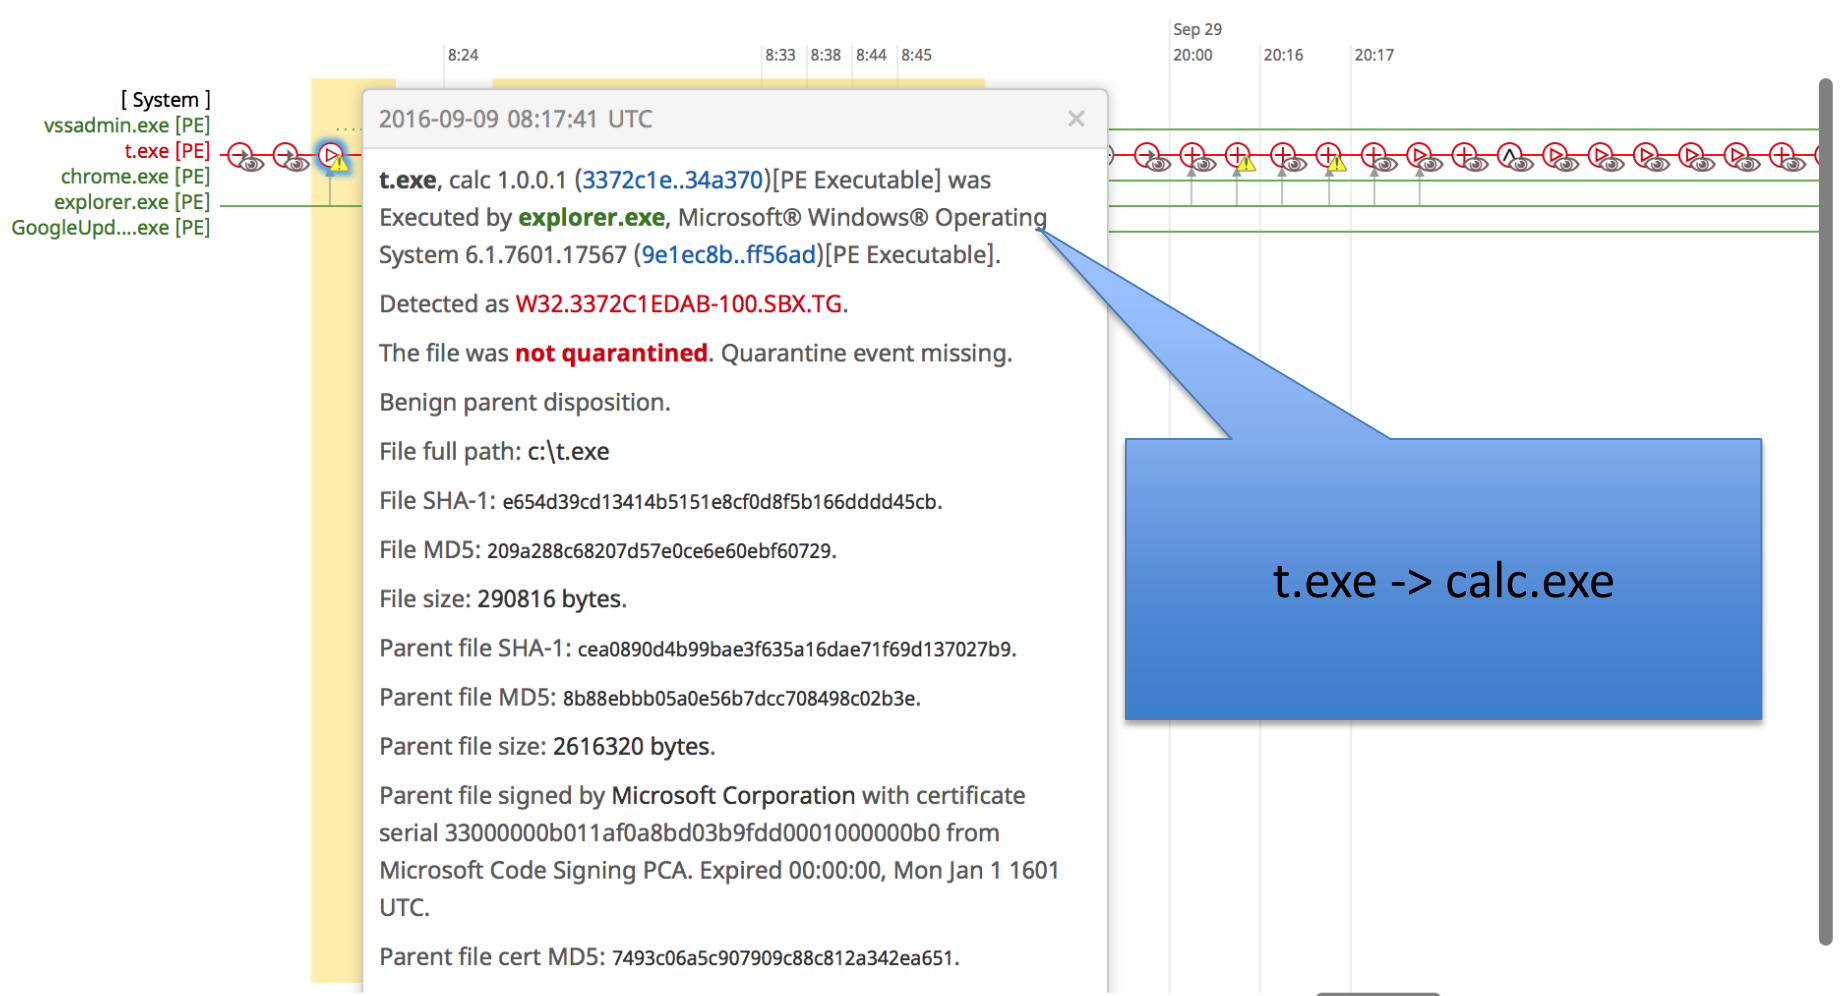 Sep 29
8:24 8:33 8:38 8:44 8:45 20:00 20:16 20:17
[ System ]
vssadmin.exe [PE]
t.exe [PE]
chrome.exe [PE]
explorer.exe [PE]
GoogleUpd....exe [PE]
2016-09-09 08:17:41 UTC
t.exe, calc 1.0.0.1 (3372c1e..34a370)[PE Executable] was
Executed by explorer.exe, Microsoft® Windows® Operating
System 6.1.7601.17567 (9e1ec8b..ff56ad)[PE Executable].
Detected as W32.3372C1EDAB-100.SBX.TG.
The file was not quarantined. Quarantine event missing.
Benign parent disposition.
File full path: c:\t.exe
File SHA-1: e654d39cd13414b5151e8cf0d8f5b166dddd45cb.
File MD5: 209a288c68207d57e0ce6e60ebf60729.
File size: 290816 bytes.
Parent file SHA-1: cea0890d4b99bae3f635a16dae71f69d137027b9.
Parent file MD5: 8b88ebbb05a0e56b7dcc708498c02b3e.
Parent file size: 2616320 bytes.
Parent file signed by Microsoft Corporation with certificate
serial 33000000b011af0a8bd03b9fdd0001000000b0 from
Microsoft Code Signing PCA. Expired 00:00:00, Mon Jan 1 1601
UTC.
Parent file cert MD5: 7493c06a5c907909c88c812a342ea651.
t.exe -> calc.exe